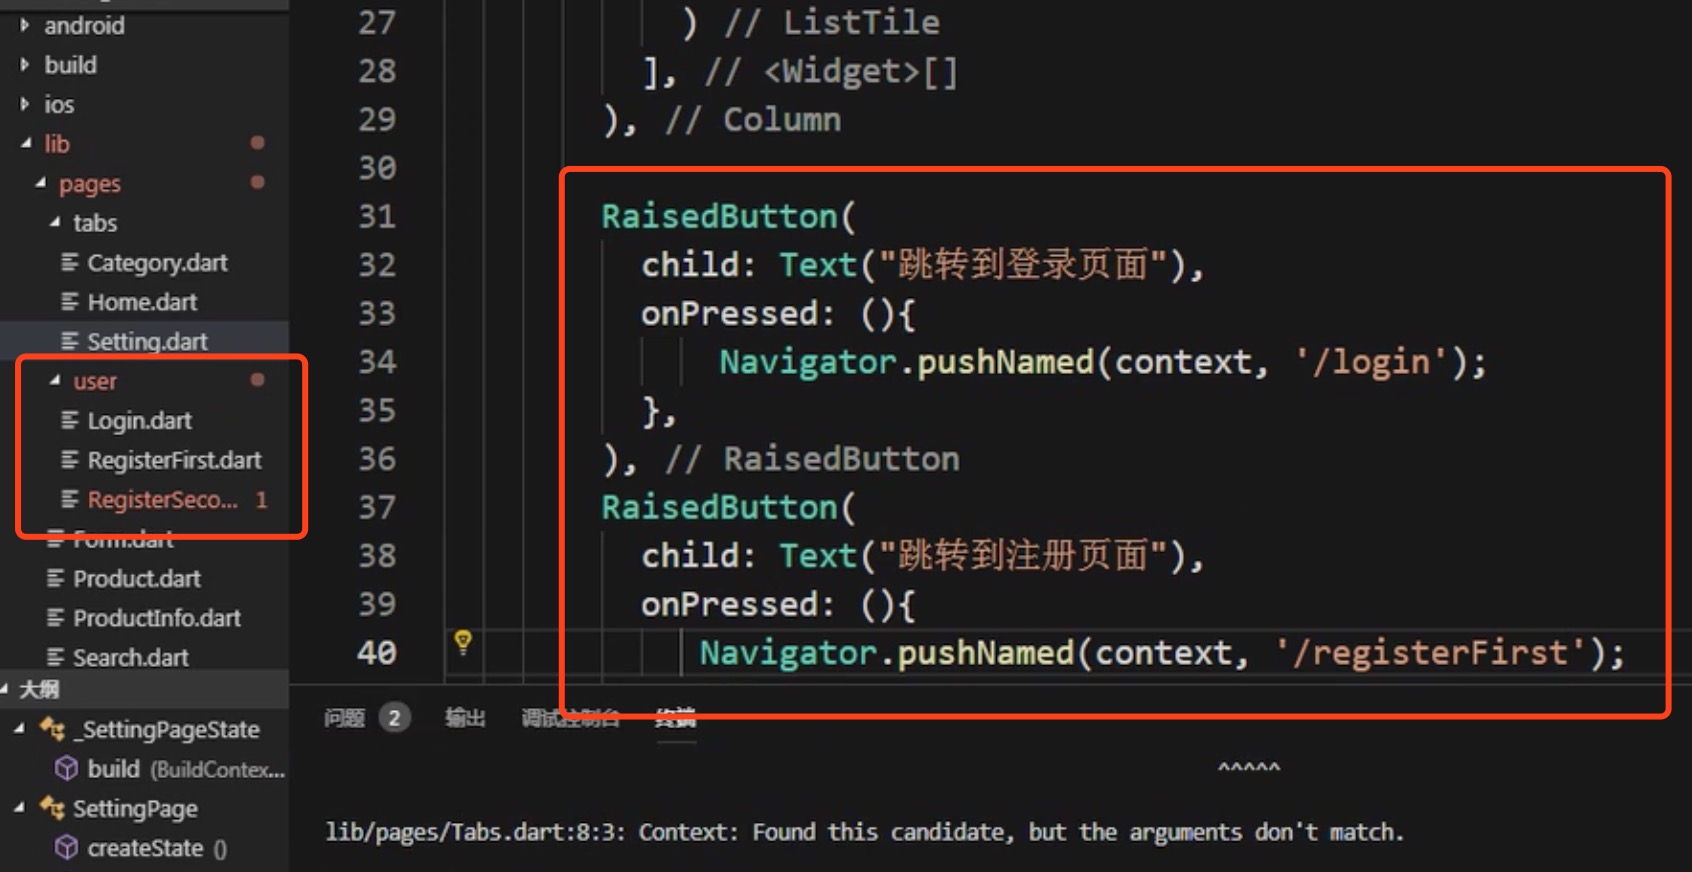 android
build
ios
lib
pages
tabs
Category.dart
Home.dart
Setting.dart
user
Login.dart
RegisterFirst.dart
RegisterSeco... 1
Form.dart
Product.dart
ProductInfo.dart
Search.dart
大纲
_SettingPageState
build (BuildContex...
SettingPage
createState ()
27 ) // ListTile
28 ], // <Widget>[]
29 ), // Column
30
31 RaisedButton(
32 child: Text("跳转到登录页面"),
33 onPressed: (){
34 Navigator.pushNamed(context, '/login');
35 },
36 ), // RaisedButton
37 RaisedButton(
38 child: Text("跳转到注册页面"),
39 onPressed: (){
40 Navigator.pushNamed(context, '/registerFirst');
问题 2 输出 调试控制台 终端
^^^^^
lib/pages/Tabs.dart:8:3: Context: Found this candidate, but the arguments don't match.